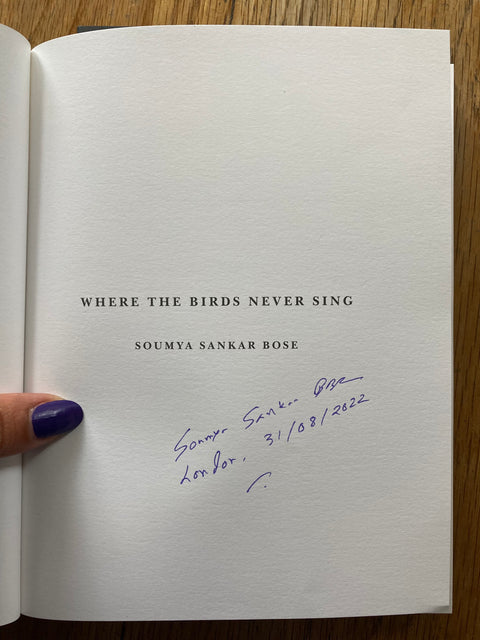 WHERE THE BIRDS NEVER SING
SOUMYA SANKAR BOSE
Soumya Sankar Bose
London, 31/08/2022